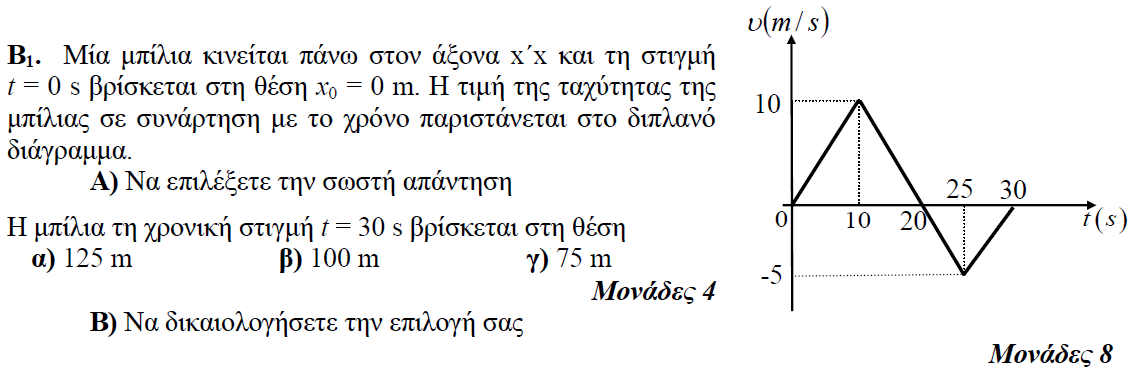 B₁. Μία μπίλια κινείται πάνω στον άξονα x΄x και τη στιγμή
t = 0 s βρίσκεται στη θέση x₀ = 0 m. Η τιμή της ταχύτητας της
μπίλιας σε συνάρτηση με το χρόνο παριστάνεται στο διπλανό
διάγραμμα.
Α) Να επιλέξετε την σωστή απάντηση
Η μπίλια τη χρονική στιγμή t = 30 s βρίσκεται στη θέση
α) 125 m β) 100 m γ) 75 m
Μονάδες 4
Β) Να δικαιολογήσετε την επιλογή σας
Μονάδες 8
υ(m/s)
10
25 30
0 10 20 t(s)
-5